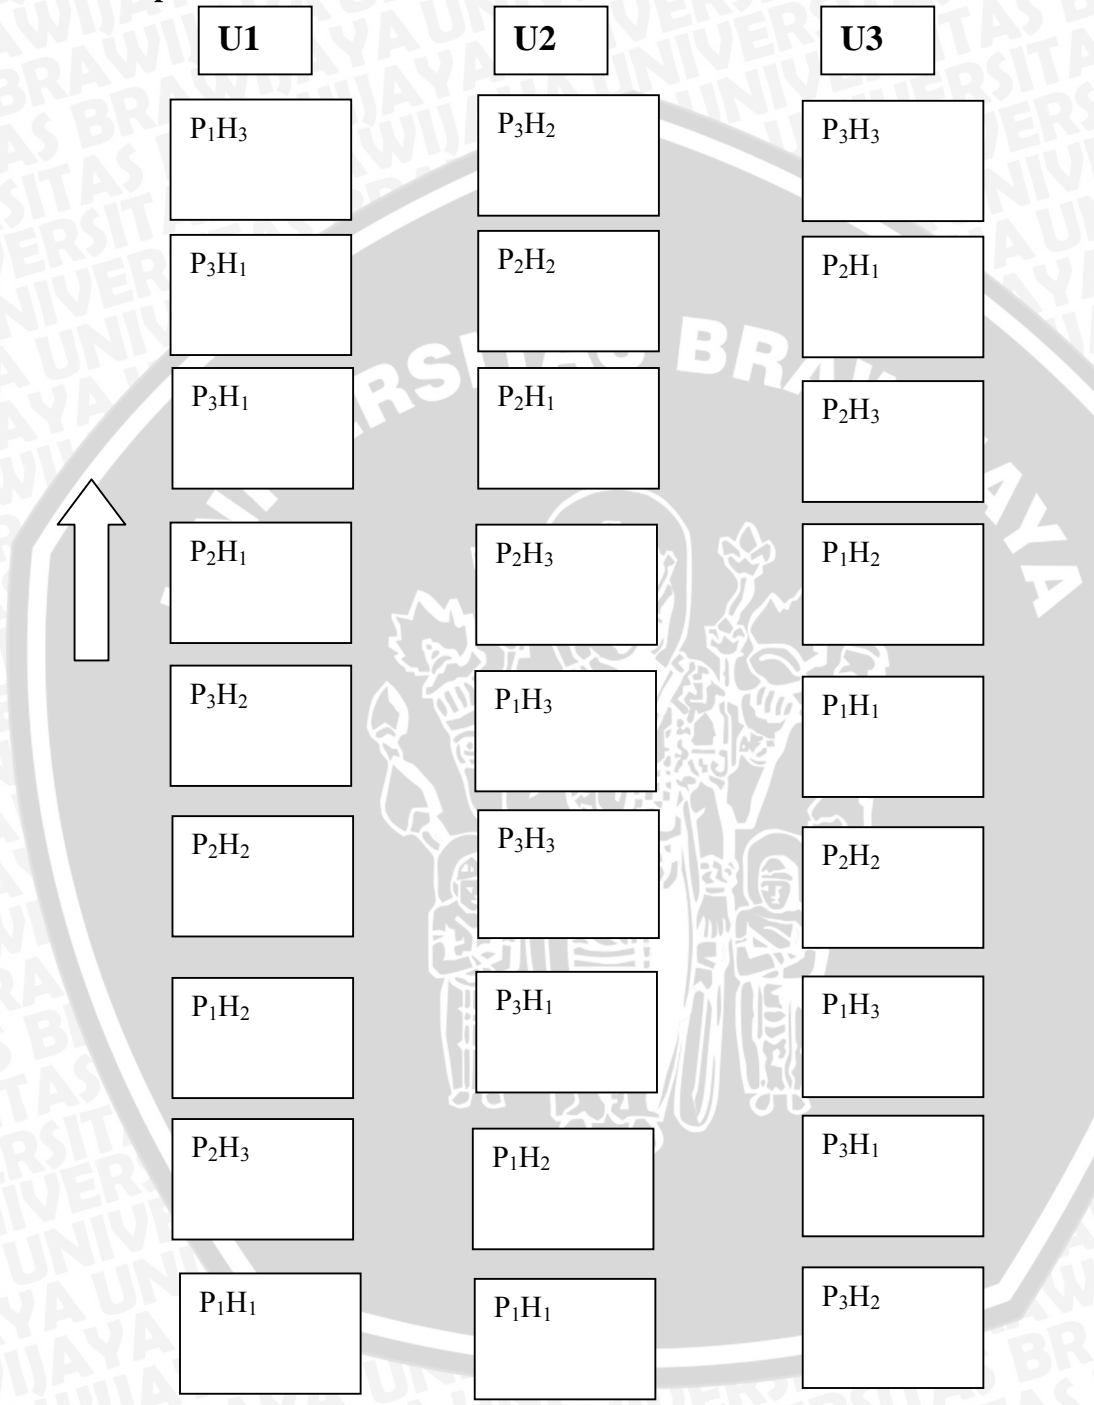 U1 U2 U3
P₁H₃ P₃H₂ P₃H₃
P₃H₁ P₂H₂ P₂H₁
P₃H₁ P₂H₁ P₂H₃
P₂H₁ P₂H₃ P₁H₂
P₃H₂ P₁H₃ P₁H₁
P₂H₂ P₃H₃ P₂H₂
P₁H₂ P₃H₁ P₁H₃
P₂H₃ P₁H₂ P₃H₁
P₁H₁ P₁H₁ P₃H₂